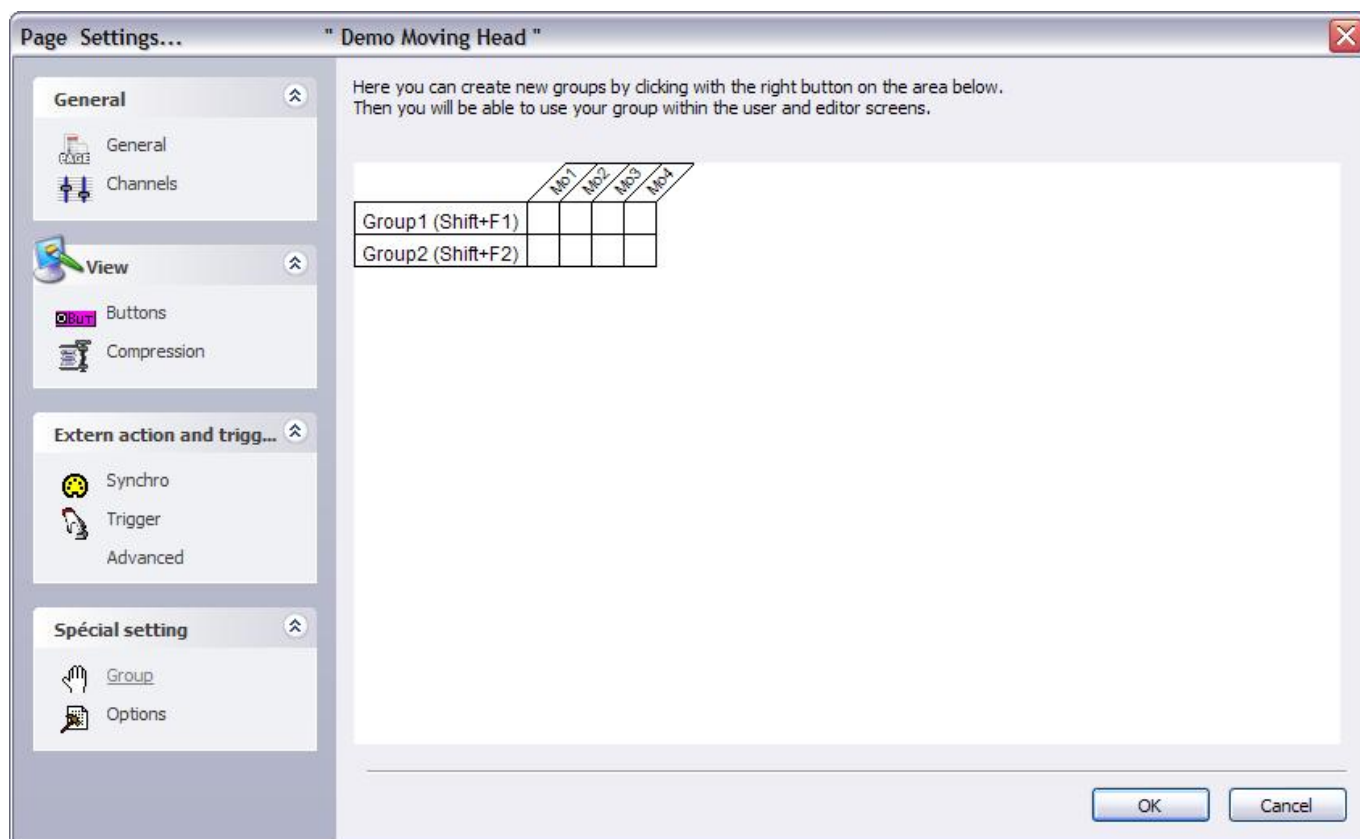 Page Settings... " Demo Moving Head "
General
General
PAGE
Channels
View
Buttons
BUT
Compression
Extern action and trigg...
Synchro
Trigger
Advanced
Spécial setting
Group
Options
Here you can create new groups by clicking with the right button on the area below.
Then you will be able to use your group within the user and editor screens.
Mo1 Mo2 Mo3 Mo4
Group1 (Shift+F1)
Group2 (Shift+F2)
OK Cancel